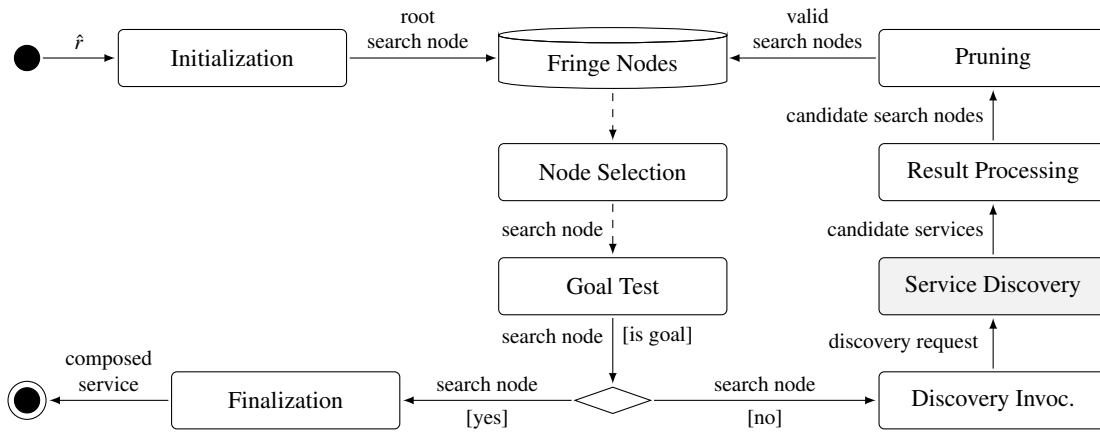 r̂
Initialization
root
search node
Fringe Nodes
valid
search nodes
Pruning
candidate search nodes
Node Selection
Result Processing
search node
candidate services
Goal Test
Service Discovery
search node
[is goal]
discovery request
composed
service
Finalization
search node
[yes]
search node
[no]
Discovery Invoc.